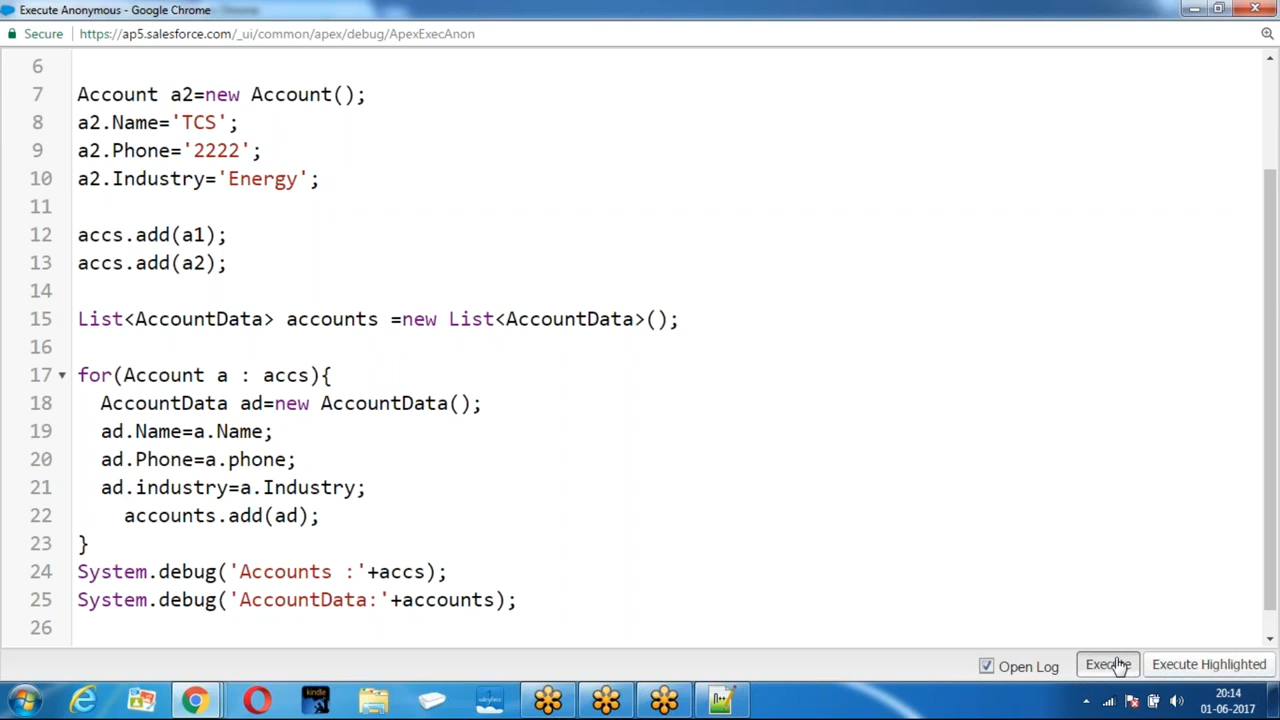 Execute Anonymous - Google Chrome
Secure | https://ap5.salesforce.com/_ui/common/apex/debug/ApexExecAnon
6
7 Account a2=new Account();
8 a2.Name='TCS';
9 a2.Phone='2222';
10 a2.Industry='Energy';
11
12 accs.add(a1);
13 accs.add(a2);
14
15 List<AccountData> accounts =new List<AccountData>();
16
17 for(Account a : accs){
18 AccountData ad=new AccountData();
19 ad.Name=a.Name;
20 ad.Phone=a.phone;
21 ad.industry=a.Industry;
22 accounts.add(ad);
23 }
24 System.debug('Accounts :'+accs);
25 System.debug('AccountData:'+accounts);
26
Open Log Execute Execute Highlighted
kindle
20:14
01-06-2017